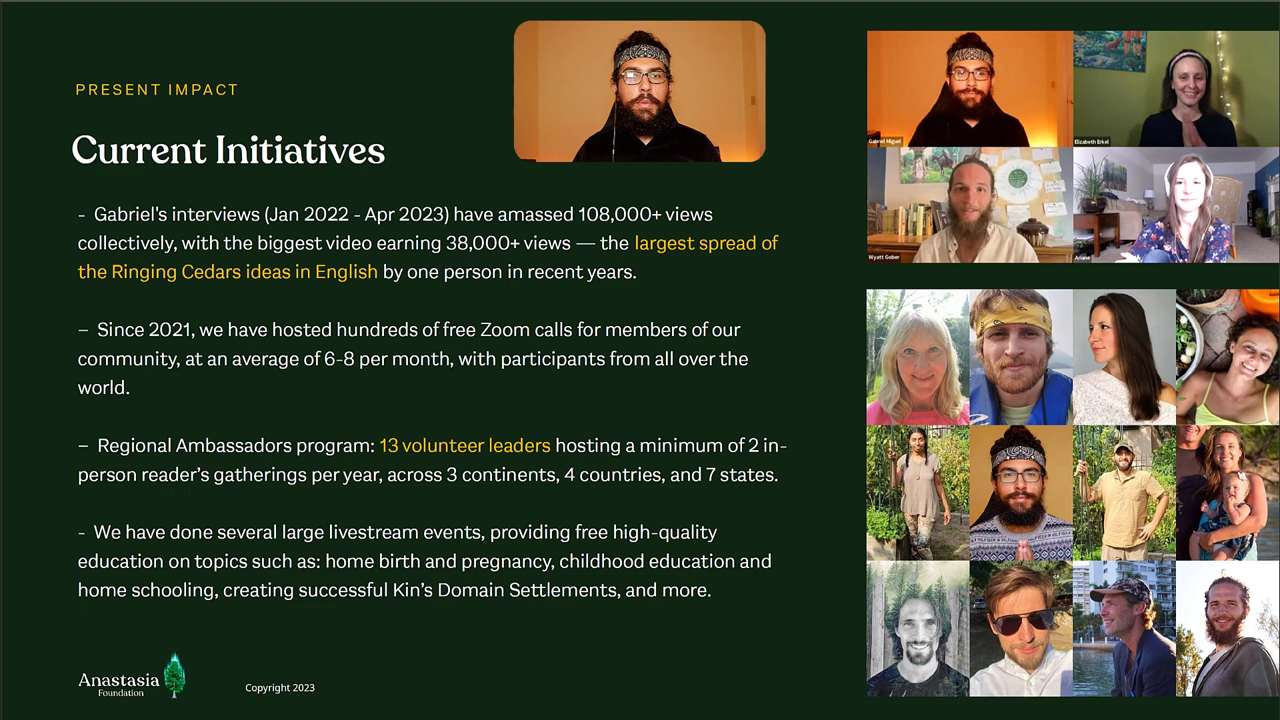 PRESENT IMPACT
Current Initiatives
- Gabriel's interviews (Jan 2022 - Apr 2023) have amassed 108,000+ views
collectively, with the biggest video earning 38,000+ views — the largest spread of
the Ringing Cedars ideas in English by one person in recent years.
– Since 2021, we have hosted hundreds of free Zoom calls for members of our
community, at an average of 6-8 per month, with participants from all over the
world.
– Regional Ambassadors program: 13 volunteer leaders hosting a minimum of 2 in-
person reader’s gatherings per year, across 3 continents, 4 countries, and 7 states.
- We have done several large livestream events, providing free high-quality
education on topics such as: home birth and pregnancy, childhood education and
home schooling, creating successful Kin’s Domain Settlements, and more.
Anastasia
Foundation
Copyright 2023
Gabriel Miguel
Elizabeth Erkel
Wyatt Gober
Ariane